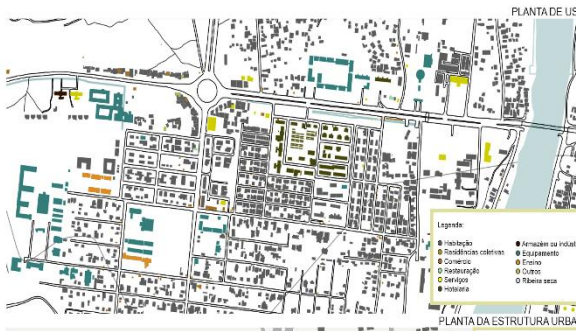 PLANTA DE US
Legenda:
Habitação
Residências coletivas
Comércio
Restauração
Serviços
Hotelaria
Armazém ou indúst
Equipamento
Ensino
Outros
Ribeira seca
PLANTA DA ESTRUTURA URBA